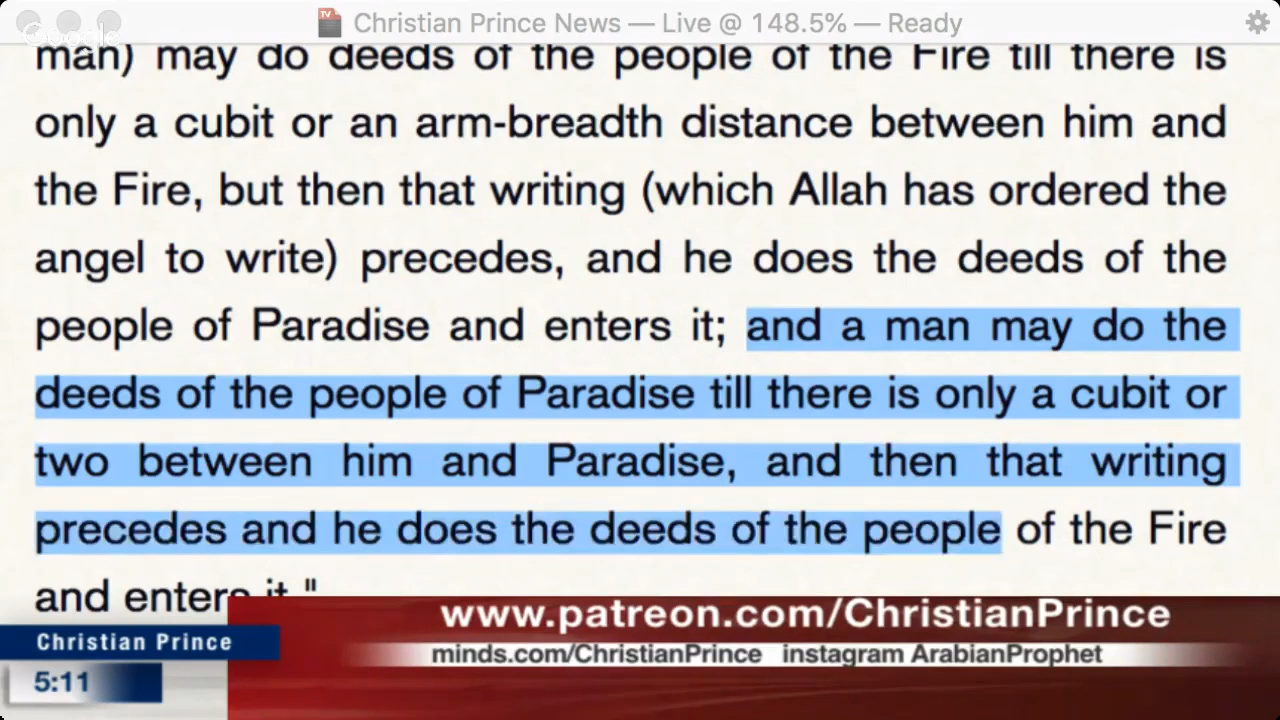 Christian Prince News — Live @ 148.5% — Ready
TV
Google
man) may do deeds of the people of the Fire till there is
only a cubit or an arm-breadth distance between him and
the Fire, but then that writing (which Allah has ordered the
angel to write) precedes, and he does the deeds of the
people of Paradise and enters it; and a man may do the
deeds of the people of Paradise till there is only a cubit or
two between him and Paradise, and then that writing
precedes and he does the deeds of the people of the Fire
and enters it."
www.patreon.com/ChristianPrince
Christian Prince
minds.com/ChristianPrince instagram ArabianProphet
5:11